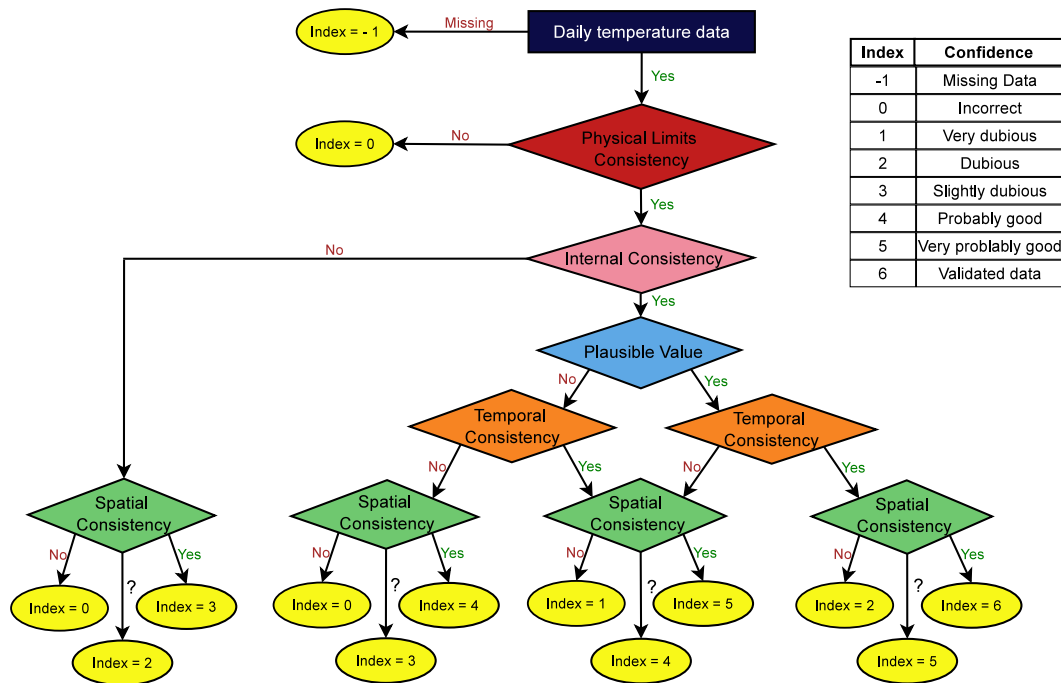 Index = - 1
Missing
Daily temperature data
Yes
Index = 0
No
Physical Limits
Consistency
Yes
No
Internal Consistency
Yes
Plausible Value
No
Yes
Temporal
Consistency
Temporal
Consistency
No
Yes
No
Yes
Spatial
Consistency
Spatial
Consistency
Spatial
Consistency
Spatial
Consistency
No
?
Yes
No
?
Yes
No
?
Yes
No
?
Yes
Index = 0
Index = 3
Index = 0
Index = 4
Index = 1
Index = 5
Index = 2
Index = 6
Index = 2
Index = 3
Index = 4
Index = 5
Index Confidence
-1 Missing Data
0 Incorrect
1 Very dubious
2 Dubious
3 Slightly dubious
4 Probably good
5 Very problably good
6 Validated data